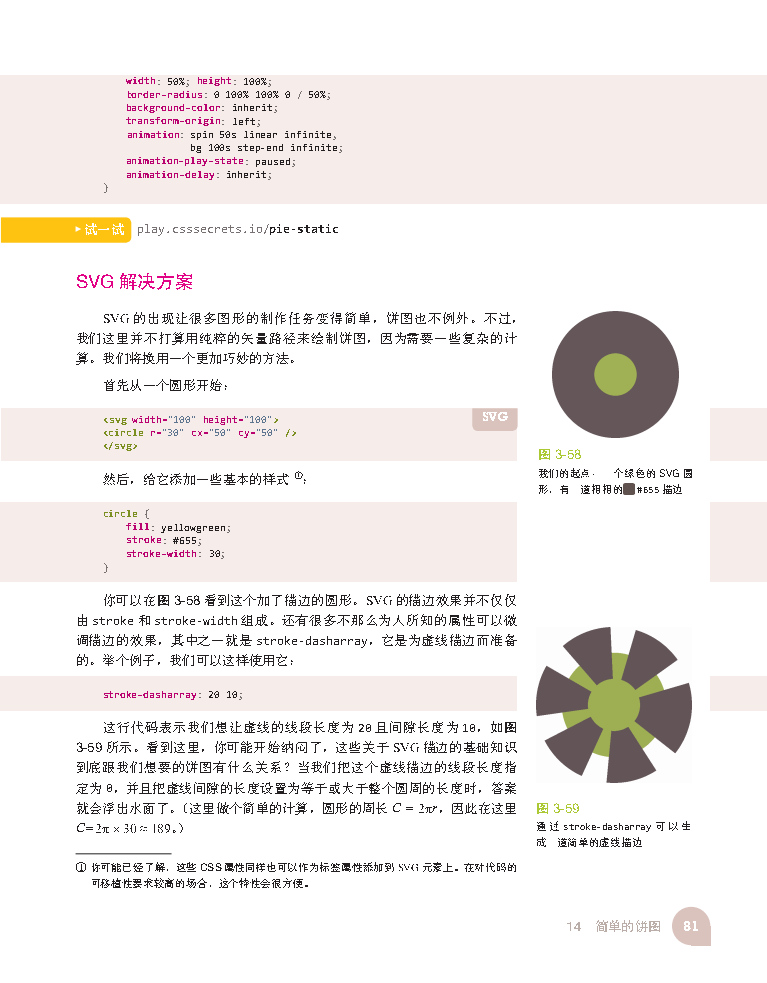 width: 50%; height: 100%;
border-radius: 0 100% 100% 0 / 50%;
background-color: inherit;
transform-origin: left;
animation: spin 50s linear infinite,
bg 100s step-end infinite;
animation-play-state: paused;
animation-delay: inherit;
}
▶ 试一试 play.csssecrets.io/pie-static
SVG 解决方案
SVG 的出现让很多图形的制作任务变得简单，饼图也不例外。不过，
我们这里并不打算用纯粹的矢量路径来绘制饼图，因为需要一些复杂的计
算。我们将换用一个更加巧妙的方法。
首先从一个圆形开始：
SVG
<svg width="100" height="100">
<circle r="30" cx="50" cy="50" />
</svg>
然后，给它添加一些基本的样式 ①：
circle {
fill: yellowgreen;
stroke: #655;
stroke-width: 30;
}
你可以在图 3-58 看到这个加了描边的圆形。SVG 的描边效果并不仅仅
由 stroke 和 stroke-width 组成。还有很多不那么为人所知的属性可以微
调描边的效果，其中之一就是 stroke-dasharray，它是为虚线描边而准备
的。举个例子，我们可以这样使用它：
stroke-dasharray: 20 10;
这行代码表示我们想让虚线的线段长度为 20 且间隙长度为 10，如图
3-59 所示。看到这里，你可能开始纳闷了，这些关于 SVG 描边的基础知识
到底跟我们想要的饼图有什么关系？当我们把这个虚线描边的线段长度指
定为 0，并且把虚线间隙的长度设置为等于或大于整个圆周的长度时，答案
就会浮出水面了。（这里做个简单的计算，圆形的周长 C = 2πr，因此在这里
C=2π × 30 ≈ 189。）
① 你可能已经了解，这些 CSS 属性同样也可以作为标签属性添加到 SVG 元素上。在对代码的
可移植性要求较高的场合，这个特性会很方便。
图 3-58
我们的起点： 个绿色的 SVG 圆
形，有 道粗粗的 #655 描边
图 3-59
通过 stroke-dasharray 可以生
成 道简单的虚线描边
14 简单的饼图 81